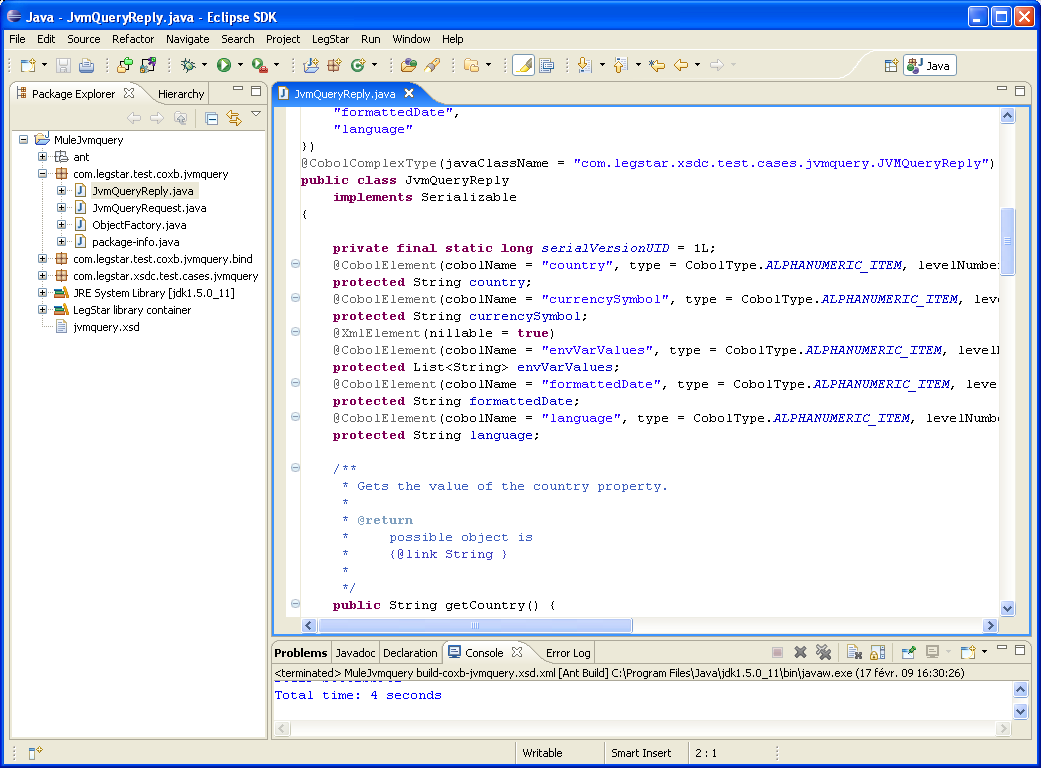 Java - JvmQueryReply.java - Eclipse SDK
File Edit Source Refactor Navigate Search Project LegStar Run Window Help
Java
Package Explorer Hierarchy
MuleJvmquery
ant
com.legstar.test.coxb.jvmquery
JvmQueryReply.java
JvmQueryRequest.java
ObjectFactory.java
package-info.java
com.legstar.test.coxb.jvmquery.bind
com.legstar.xsdc.test.cases.jvmquery
JRE System Library [jdk1.5.0_11]
LegStar library container
jvmquery.xsd
JvmQueryReply.java
"formattedDate",
"language"
})
@CobolComplexType(javaClassName = "com.legstar.xsdc.test.cases.jvmquery.JVMQueryReply")
public class JvmQueryReply
implements Serializable
{
private final static long serialVersionUID = 1L;
@CobolElement(cobolName = "country", type = CobolType.ALPHANUMERIC_ITEM, levelNumbe
protected String country;
@CobolElement(cobolName = "currencySymbol", type = CobolType.ALPHANUMERIC_ITEM, leve
protected String currencySymbol;
@XmlElement(nillable = true)
@CobolElement(cobolName = "envVarValues", type = CobolType.ALPHANUMERIC_ITEM, level
protected List<String> envVarValues;
@CobolElement(cobolName = "formattedDate", type = CobolType.ALPHANUMERIC_ITEM, leve
protected String formattedDate;
@CobolElement(cobolName = "language", type = CobolType.ALPHANUMERIC_ITEM, levelNumb
protected String language;
/**
* Gets the value of the country property.
*
* @return
* possible object is
* {@link String }
*
*/
public String getCountry() {
Problems Javadoc Declaration Console Error Log
<terminated> MuleJvmquery build-coxb-jvmquery.xsd.xml [Ant Build] C:\Program Files\Java\jdk1.5.0_11\bin\javaw.exe (17 févr. 09 16:30:26)
Total time: 4 seconds
Writable Smart Insert 2 : 1